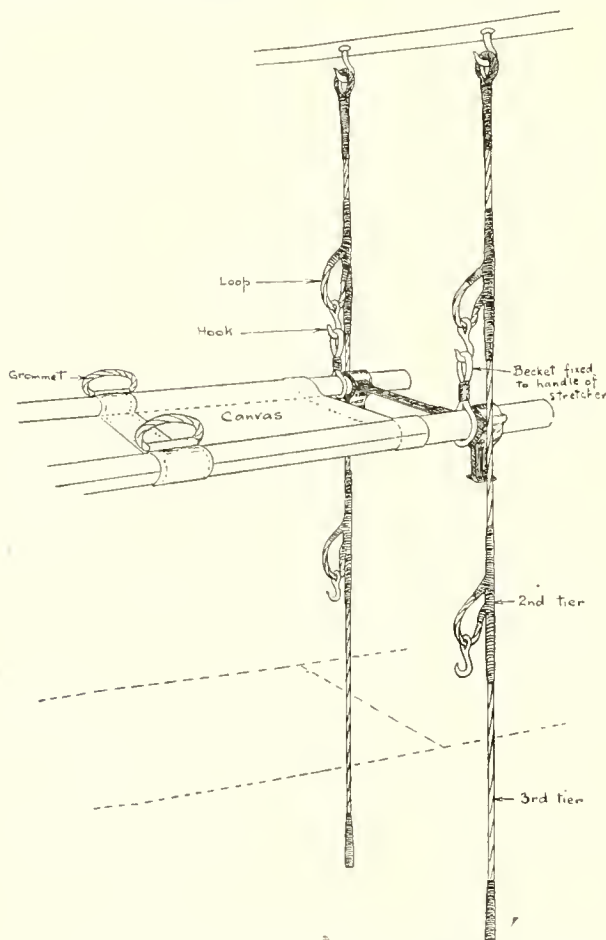 Loop
Hook
Grommet
Canvas
Becket fixed
to handle of
stretcher
2nd tier
3rd tier